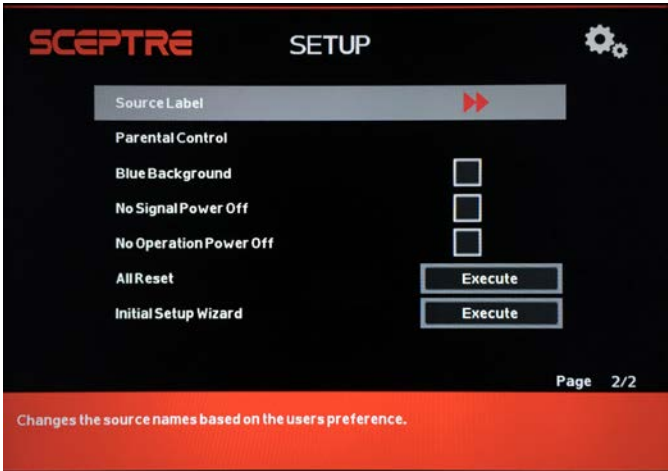 SCEPTRE SETUP
Source Label
Parental Control
Blue Background
No Signal Power Off
No Operation Power Off
All Reset Execute
Initial Setup Wizard Execute
Page 2/2
Changes the source names based on the users preference.